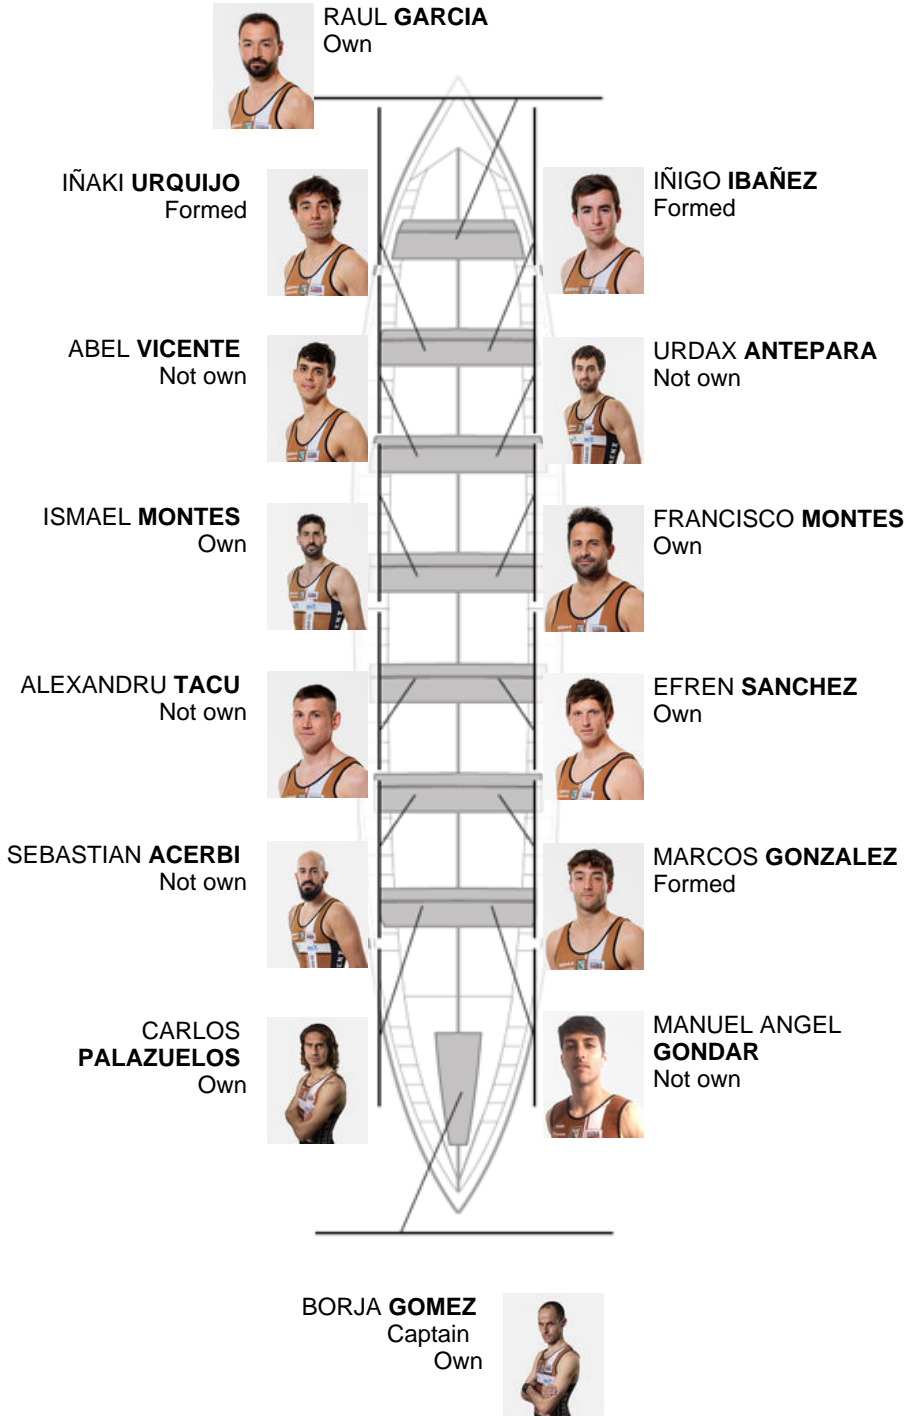 RAUL GARCIA
Own
IÑAKI URQUIJO
Formed
IÑIGO IBAÑEZ
Formed
ABEL VICENTE
Not own
URDAX ANTEPARA
Not own
ISMAEL MONTES
Own
FRANCISCO MONTES
Own
ALEXANDRU TACU
Not own
EFREN SANCHEZ
Own
SEBASTIAN ACERBI
Not own
MARCOS GONZALEZ
Formed
CARLOS
PALAZUELOS
Own
MANUEL ANGEL
GONDAR
Not own
BORJA GOMEZ
Captain
Own